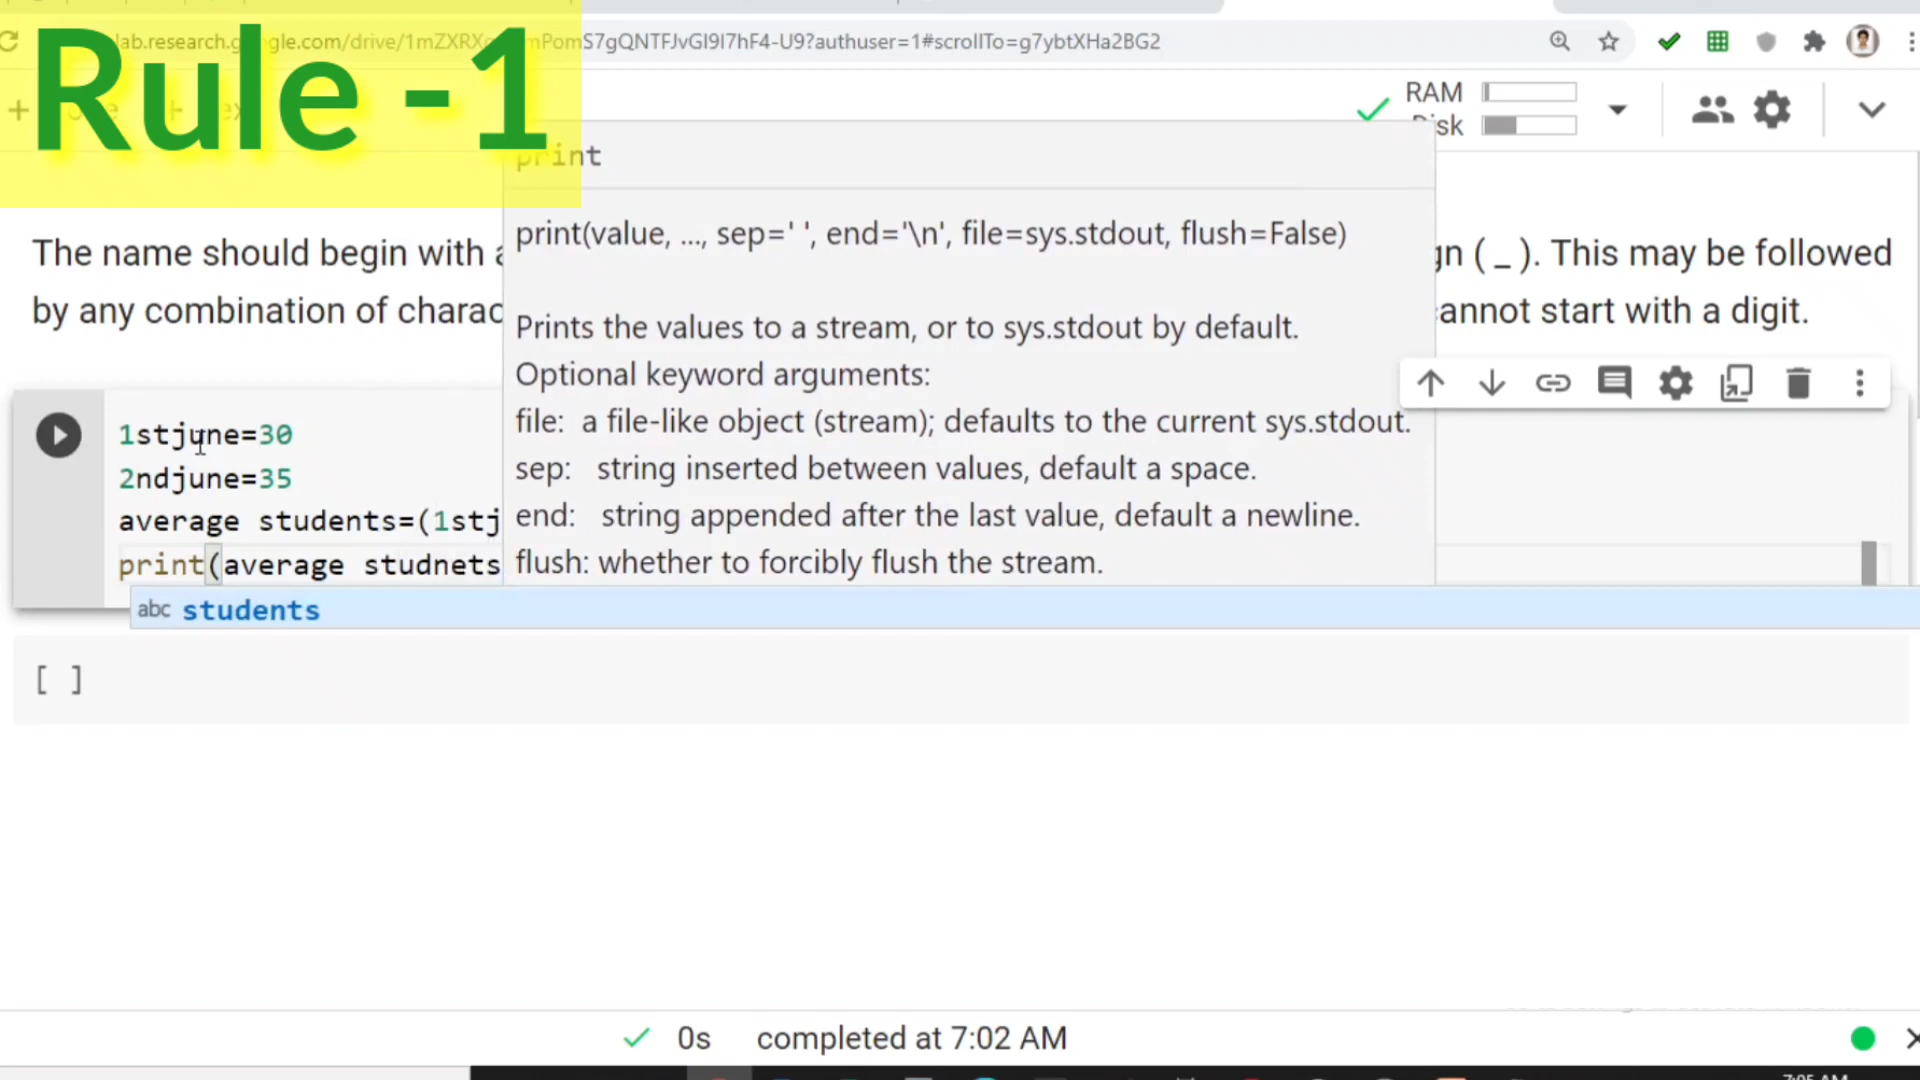 Rule -1
lab.research.google.com/drive/
S7gQNTFJvGl9I7hF4-U9?authuser=1#scrollTo=g7ybtXHa2BG2
RAM
Disk
print
print(value, ..., sep=' ', end='\n', file=sys.stdout, flush=False)
Prints the values to a stream, or to sys.stdout by default.
Optional keyword arguments:
file: a file-like object (stream); defaults to the current sys.stdout.
sep: string inserted between values, default a space.
end: string appended after the last value, default a newline.
flush: whether to forcibly flush the stream.
The name should begin with
gn ( _ ). This may be followed
by any combination of charac
annot start with a digit.
1stjune=30
2ndjune=35
average students=(1stj
print(average studnets
abc students
[ ]
0s completed at 7:02 AM